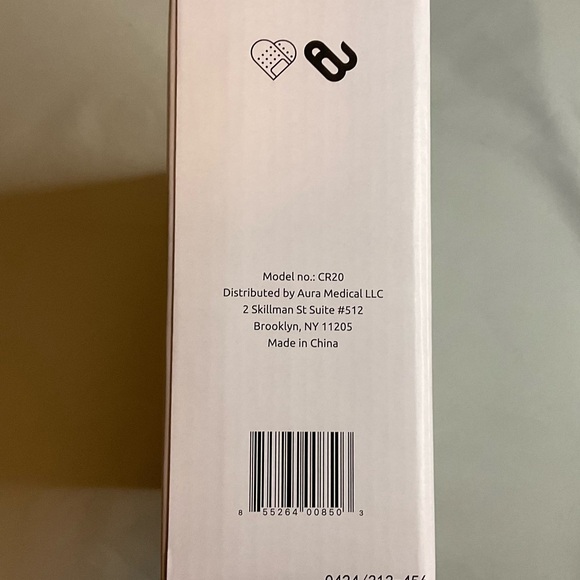 Model no.: CR20
Distributed by Aura Medical LLC
2 Skillman St Suite #512
Brooklyn, NY 11205
Made in China
8 55264 00850 3